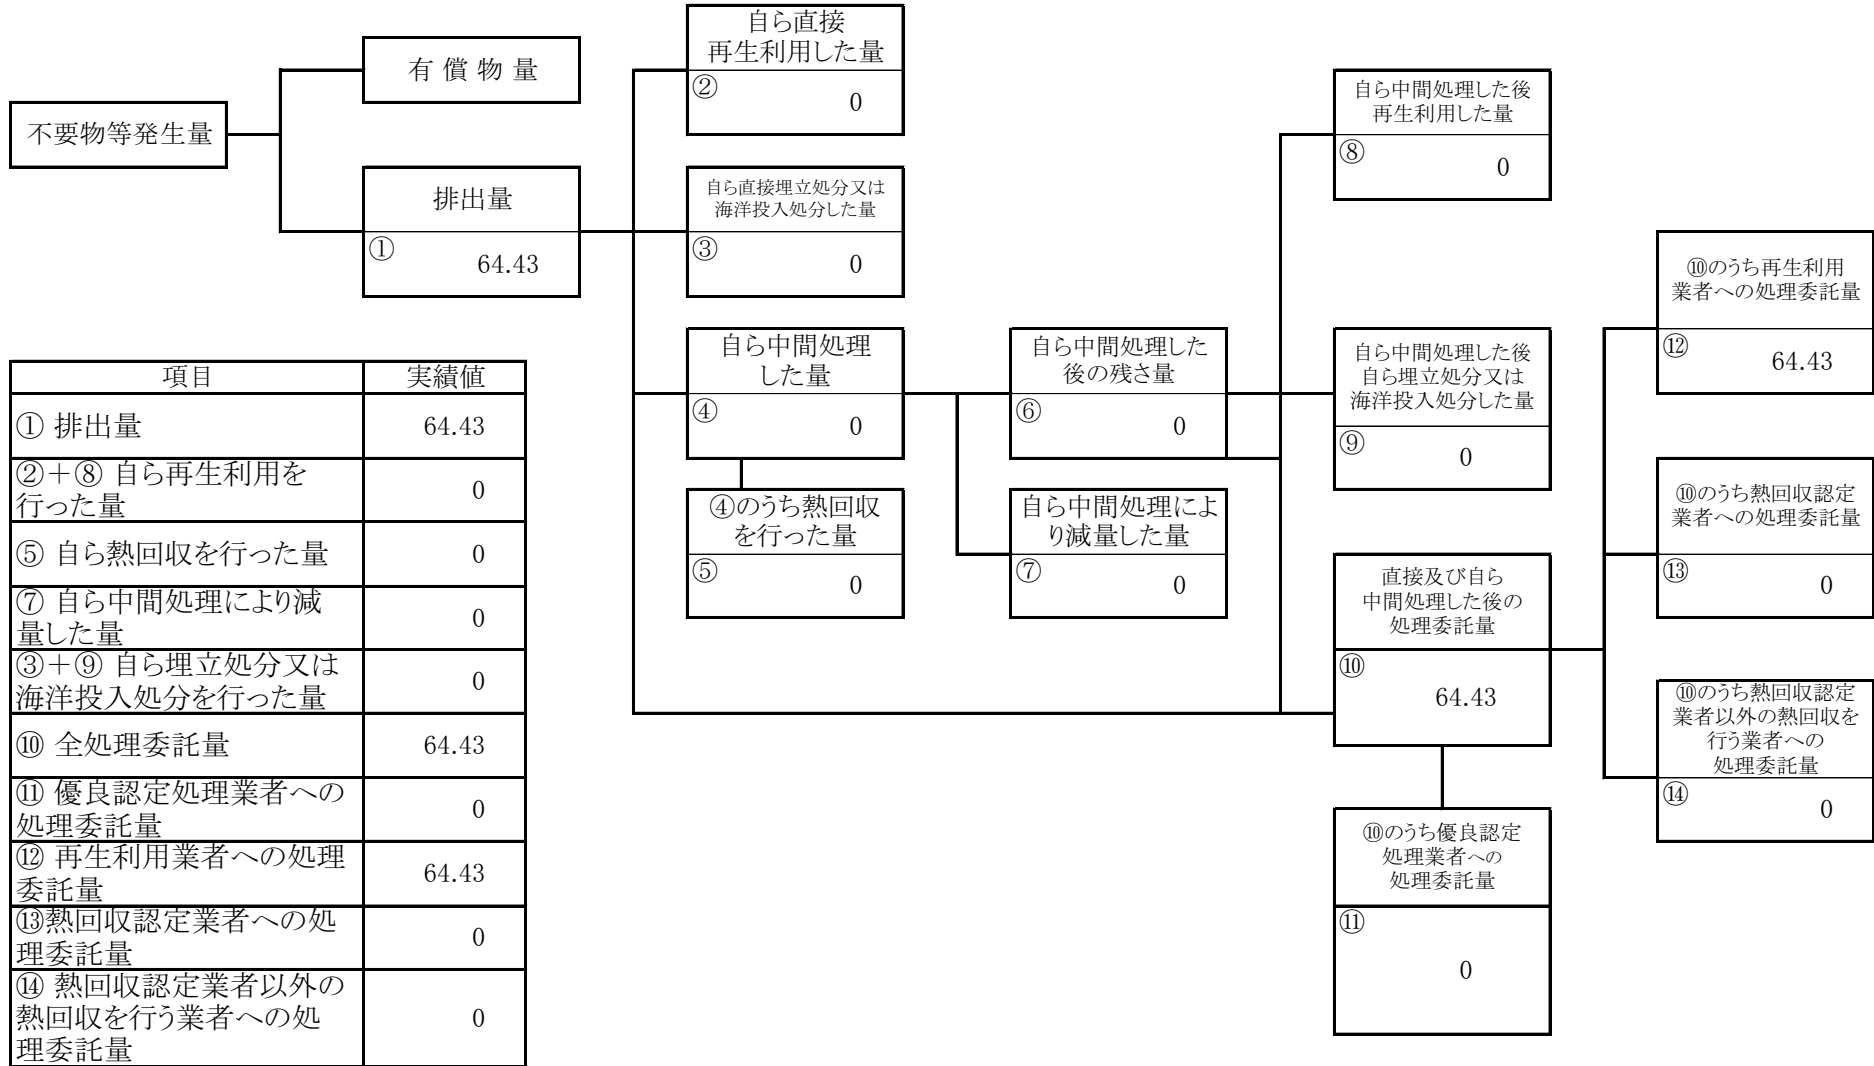 不要物等発生量
有 償 物 量
排出量
①
64.43
自ら直接
再生利用した量
②
0
自ら直接埋立処分又は
海洋投入処分した量
③
0
自ら中間処理
した量
④
0
④のうち熱回収
を行った量
⑤
0
自ら中間処理した
後の残さ量
⑥
0
自ら中間処理によ
り減量した量
⑦
0
自ら中間処理した後
再生利用した量
⑧
0
自ら中間処理した後
自ら埋立処分又は
海洋投入処分した量
⑨
0
直接及び自ら
中間処理した後の
処理委託量
⑩
64.43
⑩のうち優良認定
処理業者への
処理委託量
⑪
0
⑩のうち再生利用
業者への処理委託量
⑫
64.43
⑩のうち熱回収認定
業者への処理委託量
⑬
0
⑩のうち熱回収認定
業者以外の熱回収を
行う業者への
処理委託量
⑭
0
項目 実績値
① 排出量 64.43
②+⑧ 自ら再生利用を
行った量
0
⑤ 自ら熱回収を行った量 0
⑦ 自ら中間処理により減
量した量
0
③+⑨ 自ら埋立処分又は
海洋投入処分を行った量
0
⑩ 全処理委託量 64.43
⑪ 優良認定処理業者への
処理委託量
0
⑫ 再生利用業者への処理
委託量
64.43
⑬熱回収認定業者への処
理委託量
0
⑭ 熱回収認定業者以外の
熱回収を行う業者への処
理委託量
0